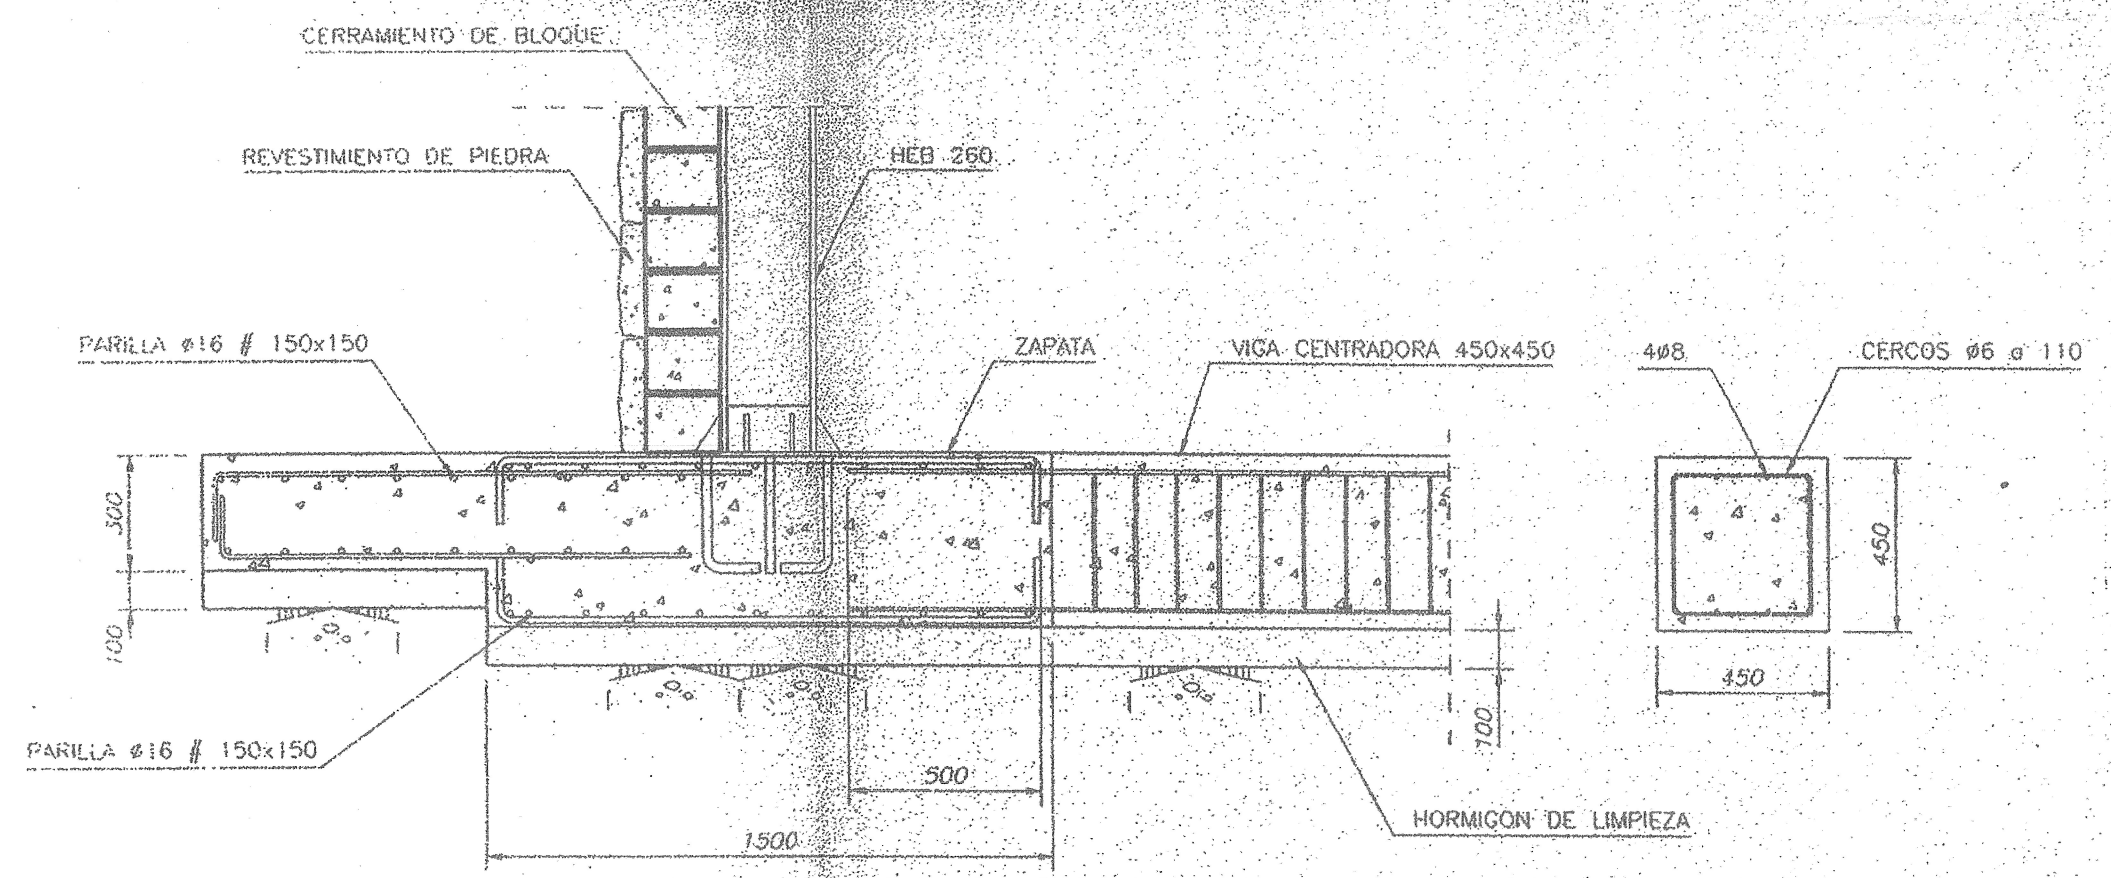 CERRAMIENTO DE BLOQUE
REVESTIMIENTO DE PIEDRA
HEB 260
PARILLA ø16 # 150x150
ZAPATA
VIGA CENTRADORA 450x450
4ø8
CERCOS ø6 a 110
300
100
450
450
100
PARILLA ø16 # 150x150
500
1500
HORMIGON DE LIMPIEZA